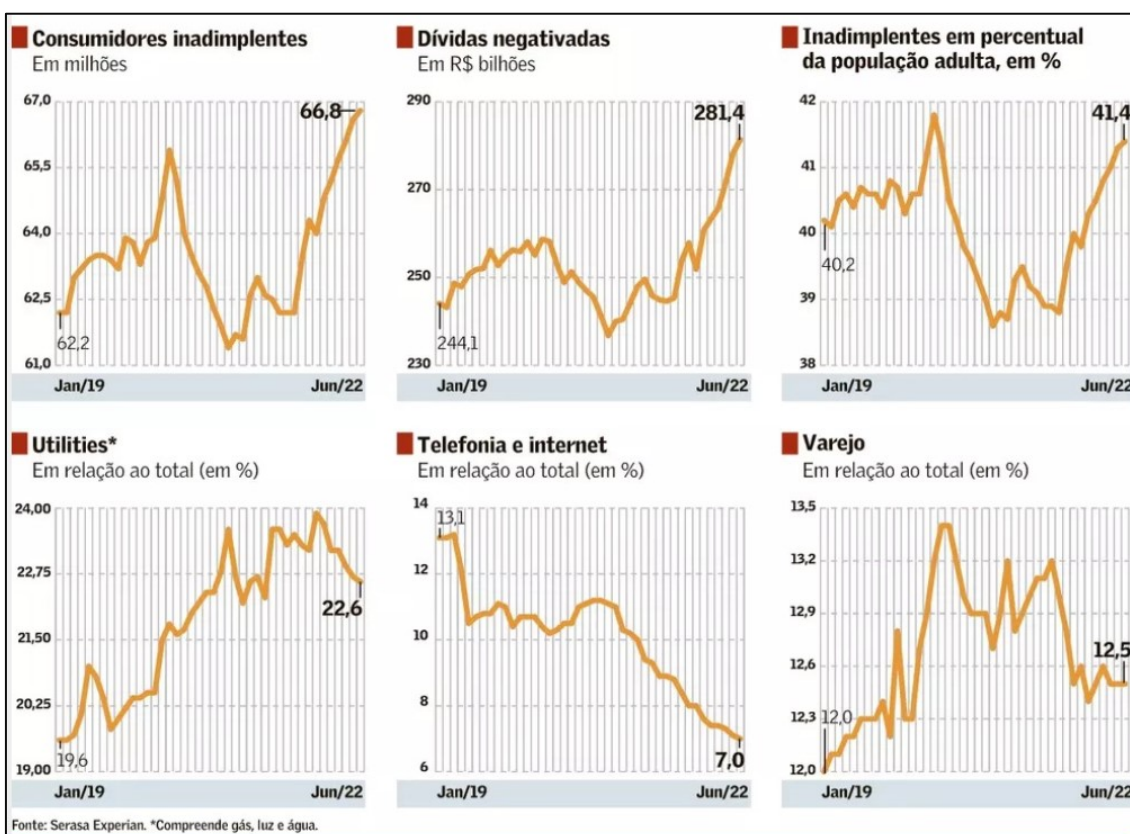 Consumidores inadimplentes
Em milhões
67,0
65,5
64,0
62,5
61,0
66,8
62,2
Jan/19
Jun/22
Dívidas negativadas
Em R$ bilhões
290
270
250
230
281,4
244,1
Jan/19
Jun/22
Inadimplentes em percentual
da população adulta, em %
42
41
40
39
38
41,4
40,2
Jan/19
Jun/22
Utilities*
Em relação ao total (em %)
24,00
22,75
21,50
20,25
19,00
22,6
19,6
Jan/19
Jun/22
Telefonia e internet
Em relação ao total (em %)
14
12
10
8
6
13,1
7,0
Jan/19
Jun/22
Varejo
Em relação ao total (em %)
13,5
13,2
12,9
12,6
12,3
12,0
12,5
12,0
Jan/19
Jun/22
Fonte: Serasa Experian. *Compreende gás, luz e água.